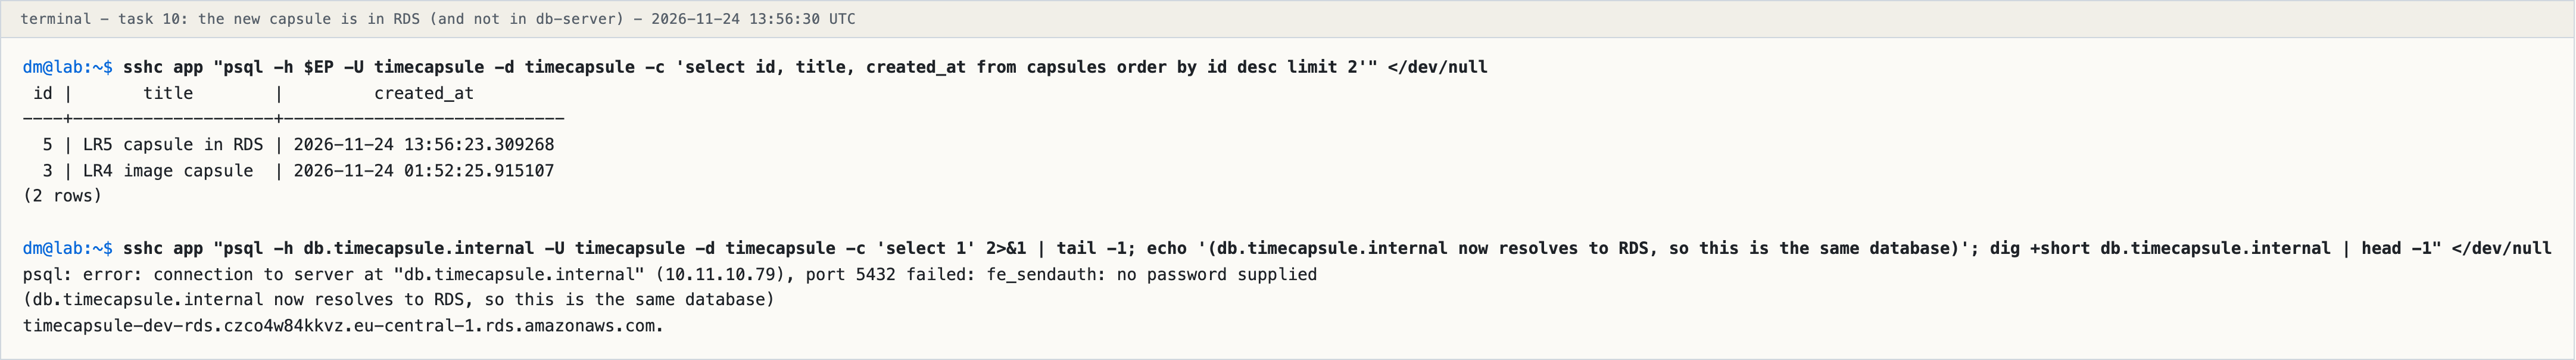 terminal – task 10: the new capsule is in RDS (and not in db-server) – 2026-11-24 13:56:30 UTC
dm@lab:~$ sshc app "psql -h $EP -U timecapsule -d timecapsule -c 'select id, title, created_at from capsules order by id desc limit 2'" </dev/null
 id |       title        |         created_at
----+--------------------+----------------------------
  5 | LR5 capsule in RDS | 2026-11-24 13:56:23.309268
  3 | LR4 image capsule  | 2026-11-24 01:52:25.915107
(2 rows)
dm@lab:~$ sshc app "psql -h db.timecapsule.internal -U timecapsule -d timecapsule -c 'select 1' 2>&1 | tail -1; echo '(db.timecapsule.internal now resolves to RDS, so this is the same database)'; dig +short db.timecapsule.internal | head -1" </dev/null
psql: error: connection to server at "db.timecapsule.internal" (10.11.10.79), port 5432 failed: fe_sendauth: no password supplied
(db.timecapsule.internal now resolves to RDS, so this is the same database)
timecapsule-dev-rds.czco4w84kkvz.eu-central-1.rds.amazonaws.com.